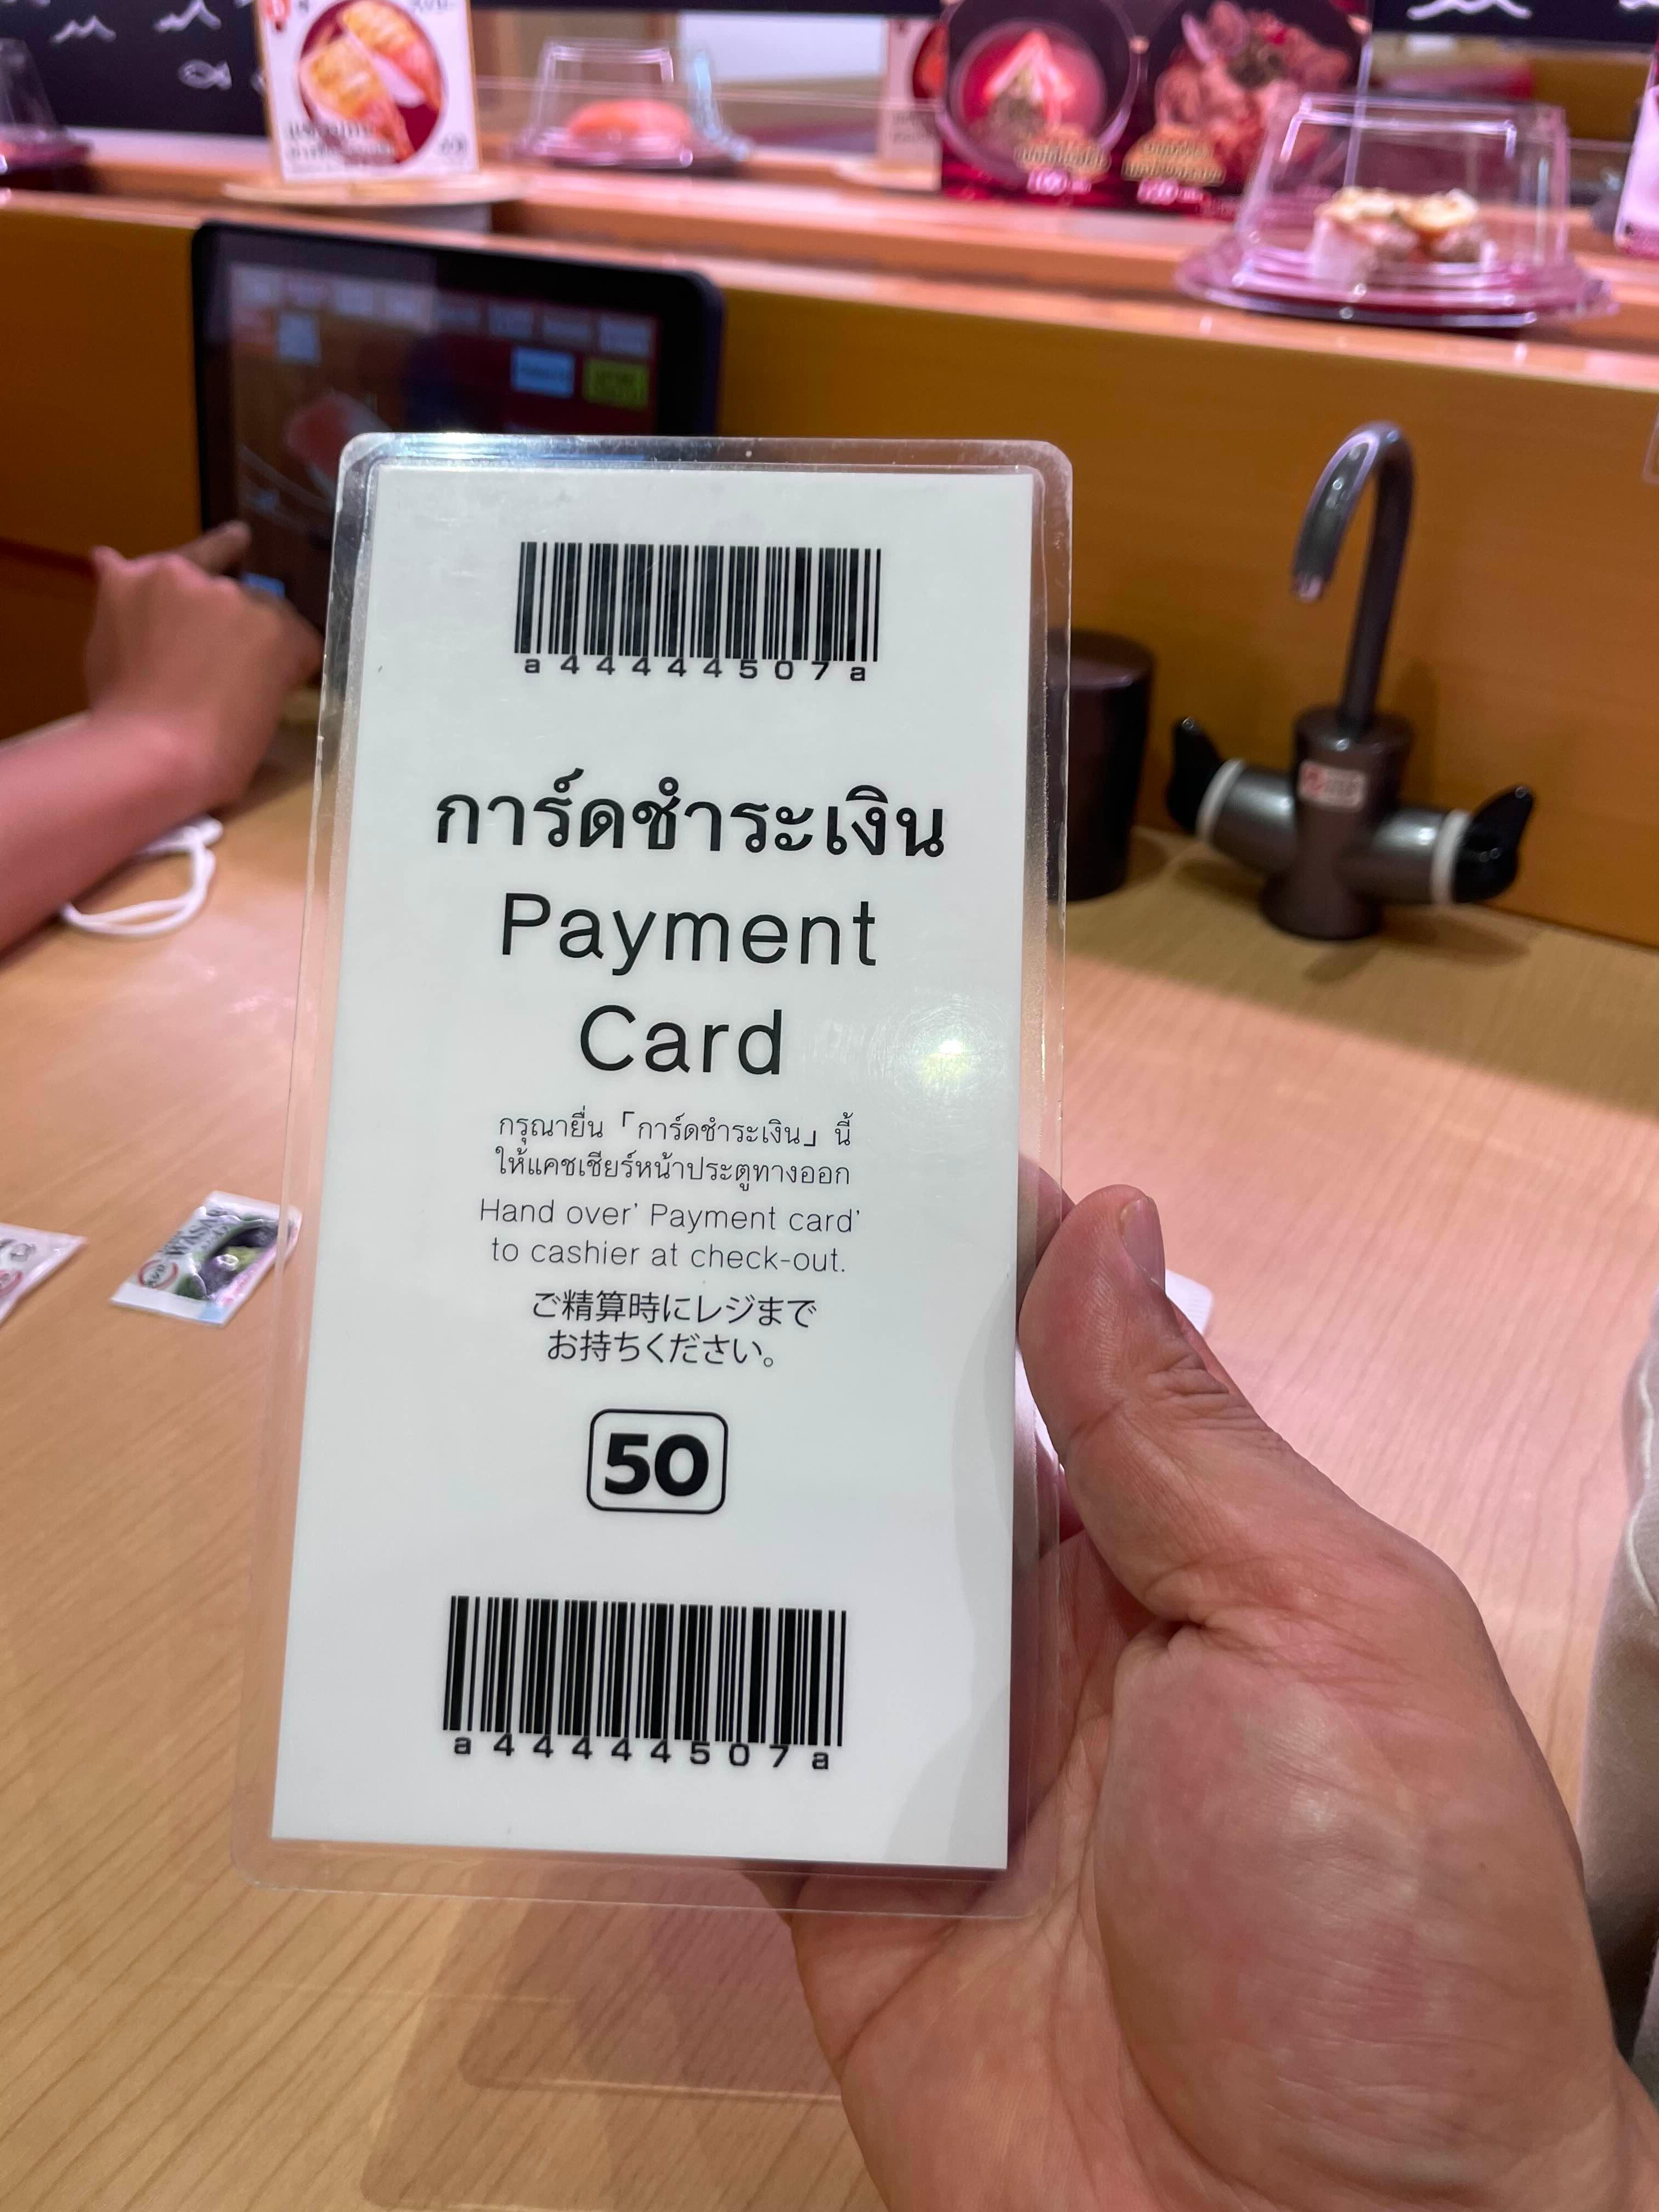 a44444507a
การ์ดชำระเงิน
Payment
Card
กรุณายื่น「การ์ดชำระเงิน」นี้
ให้แคชเชียร์หน้าประตูทางออก
Hand over' Payment card'
to cashier at check-out.
ご精算時にレジまで
お持ちください。
50
a44444507a
WASABI